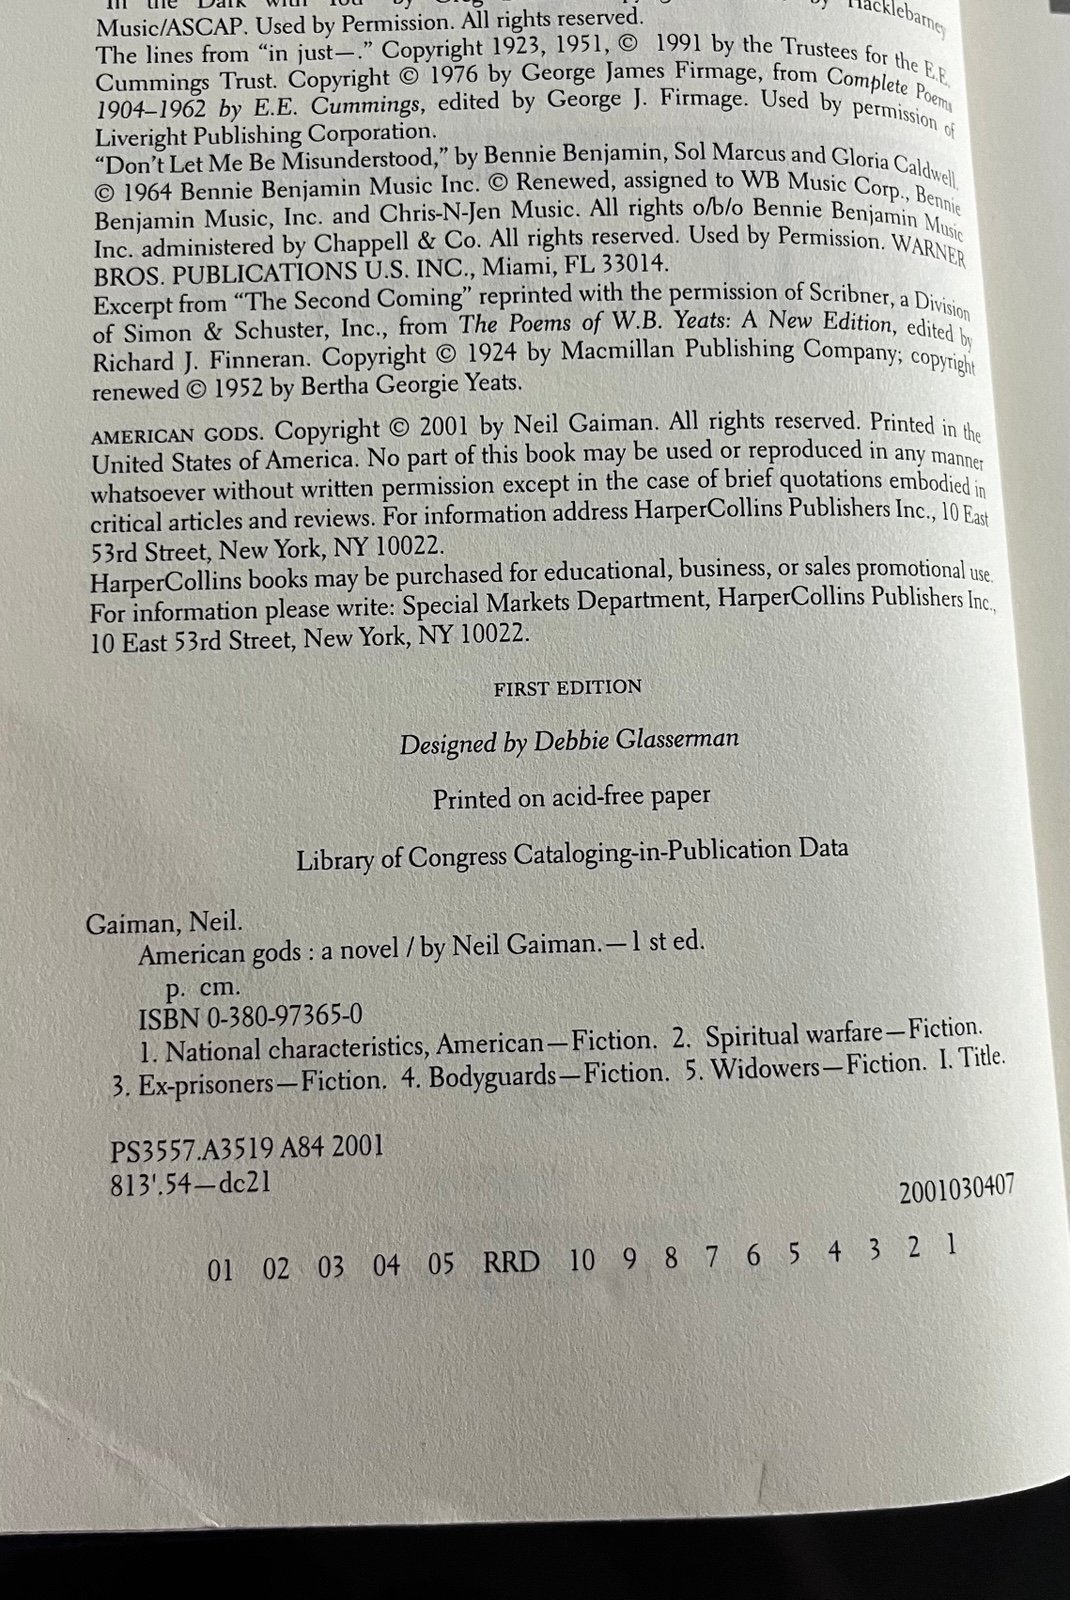 Music/ASCAP. Used by Permission. All rights reserved.
The lines from “in just—.” Copyright 1923, 1951, © 1991 by the Trustees for the E.E.
Cummings Trust. Copyright © 1976 by George James Firmage, from Complete Poems
1904–1962 by E.E. Cummings, edited by George J. Firmage. Used by permission of
Liveright Publishing Corporation.
“Don’t Let Me Be Misunderstood,” by Bennie Benjamin, Sol Marcus and Gloria Caldwell.
© 1964 Bennie Benjamin Music Inc. © Renewed, assigned to WB Music Corp., Bennie
Benjamin Music, Inc. and Chris-N-Jen Music. All rights o/b/o Bennie Benjamin Music
Inc. administered by Chappell & Co. All rights reserved. Used by Permission. WARNER
BROS. PUBLICATIONS U.S. INC., Miami, FL 33014.
Excerpt from “The Second Coming” reprinted with the permission of Scribner, a Division
of Simon & Schuster, Inc., from The Poems of W.B. Yeats: A New Edition, edited by
Richard J. Finneran. Copyright © 1924 by Macmillan Publishing Company; copyright
renewed © 1952 by Bertha Georgie Yeats.
AMERICAN GODS. Copyright © 2001 by Neil Gaiman. All rights reserved. Printed in the
United States of America. No part of this book may be used or reproduced in any manner
whatsoever without written permission except in the case of brief quotations embodied in
critical articles and reviews. For information address HarperCollins Publishers Inc., 10 East
53rd Street, New York, NY 10022.
HarperCollins books may be purchased for educational, business, or sales promotional use.
For information please write: Special Markets Department, HarperCollins Publishers Inc.,
10 East 53rd Street, New York, NY 10022.
FIRST EDITION
Designed by Debbie Glasserman
Printed on acid-free paper
Library of Congress Cataloging-in-Publication Data
Gaiman, Neil.
American gods : a novel / by Neil Gaiman.—1 st ed.
p. cm.
ISBN 0-380-97365-0
1. National characteristics, American—Fiction. 2. Spiritual warfare—Fiction.
3. Ex-prisoners—Fiction. 4. Bodyguards—Fiction. 5. Widowers—Fiction. I. Title.
PS3557.A3519 A84 2001
813'.54—dc21
2001030407
01 02 03 04 05 RRD 10 9 8 7 6 5 4 3 2 1